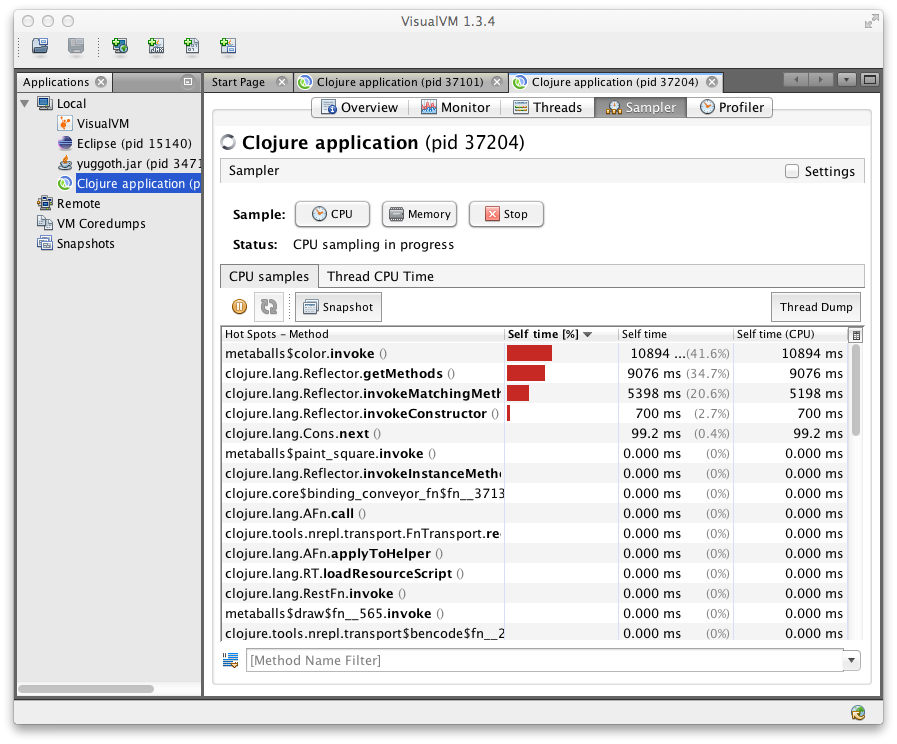 VisualVM 1.3.4
Applications
Start Page
Clojure application (pid 37101)
Clojure application (pid 37204)
Local
VisualVM
Eclipse (pid 15140)
yuggoth.jar (pid 3471
Clojure application (p
Remote
VM Coredumps
Snapshots
Overview
Monitor
Threads
Sampler
Profiler
Clojure application (pid 37204)
Sampler
Settings
Sample:
CPU
Memory
Stop
Status: CPU sampling in progress
CPU samples
Thread CPU Time
Snapshot
Thread Dump
Hot Spots – Method Self time [%] Self time Self time (CPU)
metaballs$color.invoke () 10894 ...(41.6%) 10894 ms
clojure.lang.Reflector.getMethods () 9076 ms (34.7%) 9076 ms
clojure.lang.Reflector.invokeMatchingMeth 5398 ms (20.6%) 5198 ms
clojure.lang.Reflector.invokeConstructor () 700 ms (2.7%) 700 ms
clojure.lang.Cons.next () 99.2 ms (0.4%) 99.2 ms
metaballs$paint_square.invoke () 0.000 ms (0%) 0.000 ms
clojure.lang.Reflector.invokeInstanceMetho 0.000 ms (0%) 0.000 ms
clojure.core$binding_conveyor_fn$fn__3713 0.000 ms (0%) 0.000 ms
clojure.lang.AFn.call () 0.000 ms (0%) 0.000 ms
clojure.tools.nrepl.transport.FnTransport.re 0.000 ms (0%) 0.000 ms
clojure.lang.AFn.applyToHelper () 0.000 ms (0%) 0.000 ms
clojure.lang.RT.loadResourceScript () 0.000 ms (0%) 0.000 ms
clojure.lang.RestFn.invoke () 0.000 ms (0%) 0.000 ms
metaballs$draw$fn__565.invoke () 0.000 ms (0%) 0.000 ms
clojure.tools.nrepl.transport$bencode$fn__2 0.000 ms (0%) 0.000 ms
[Method Name Filter]